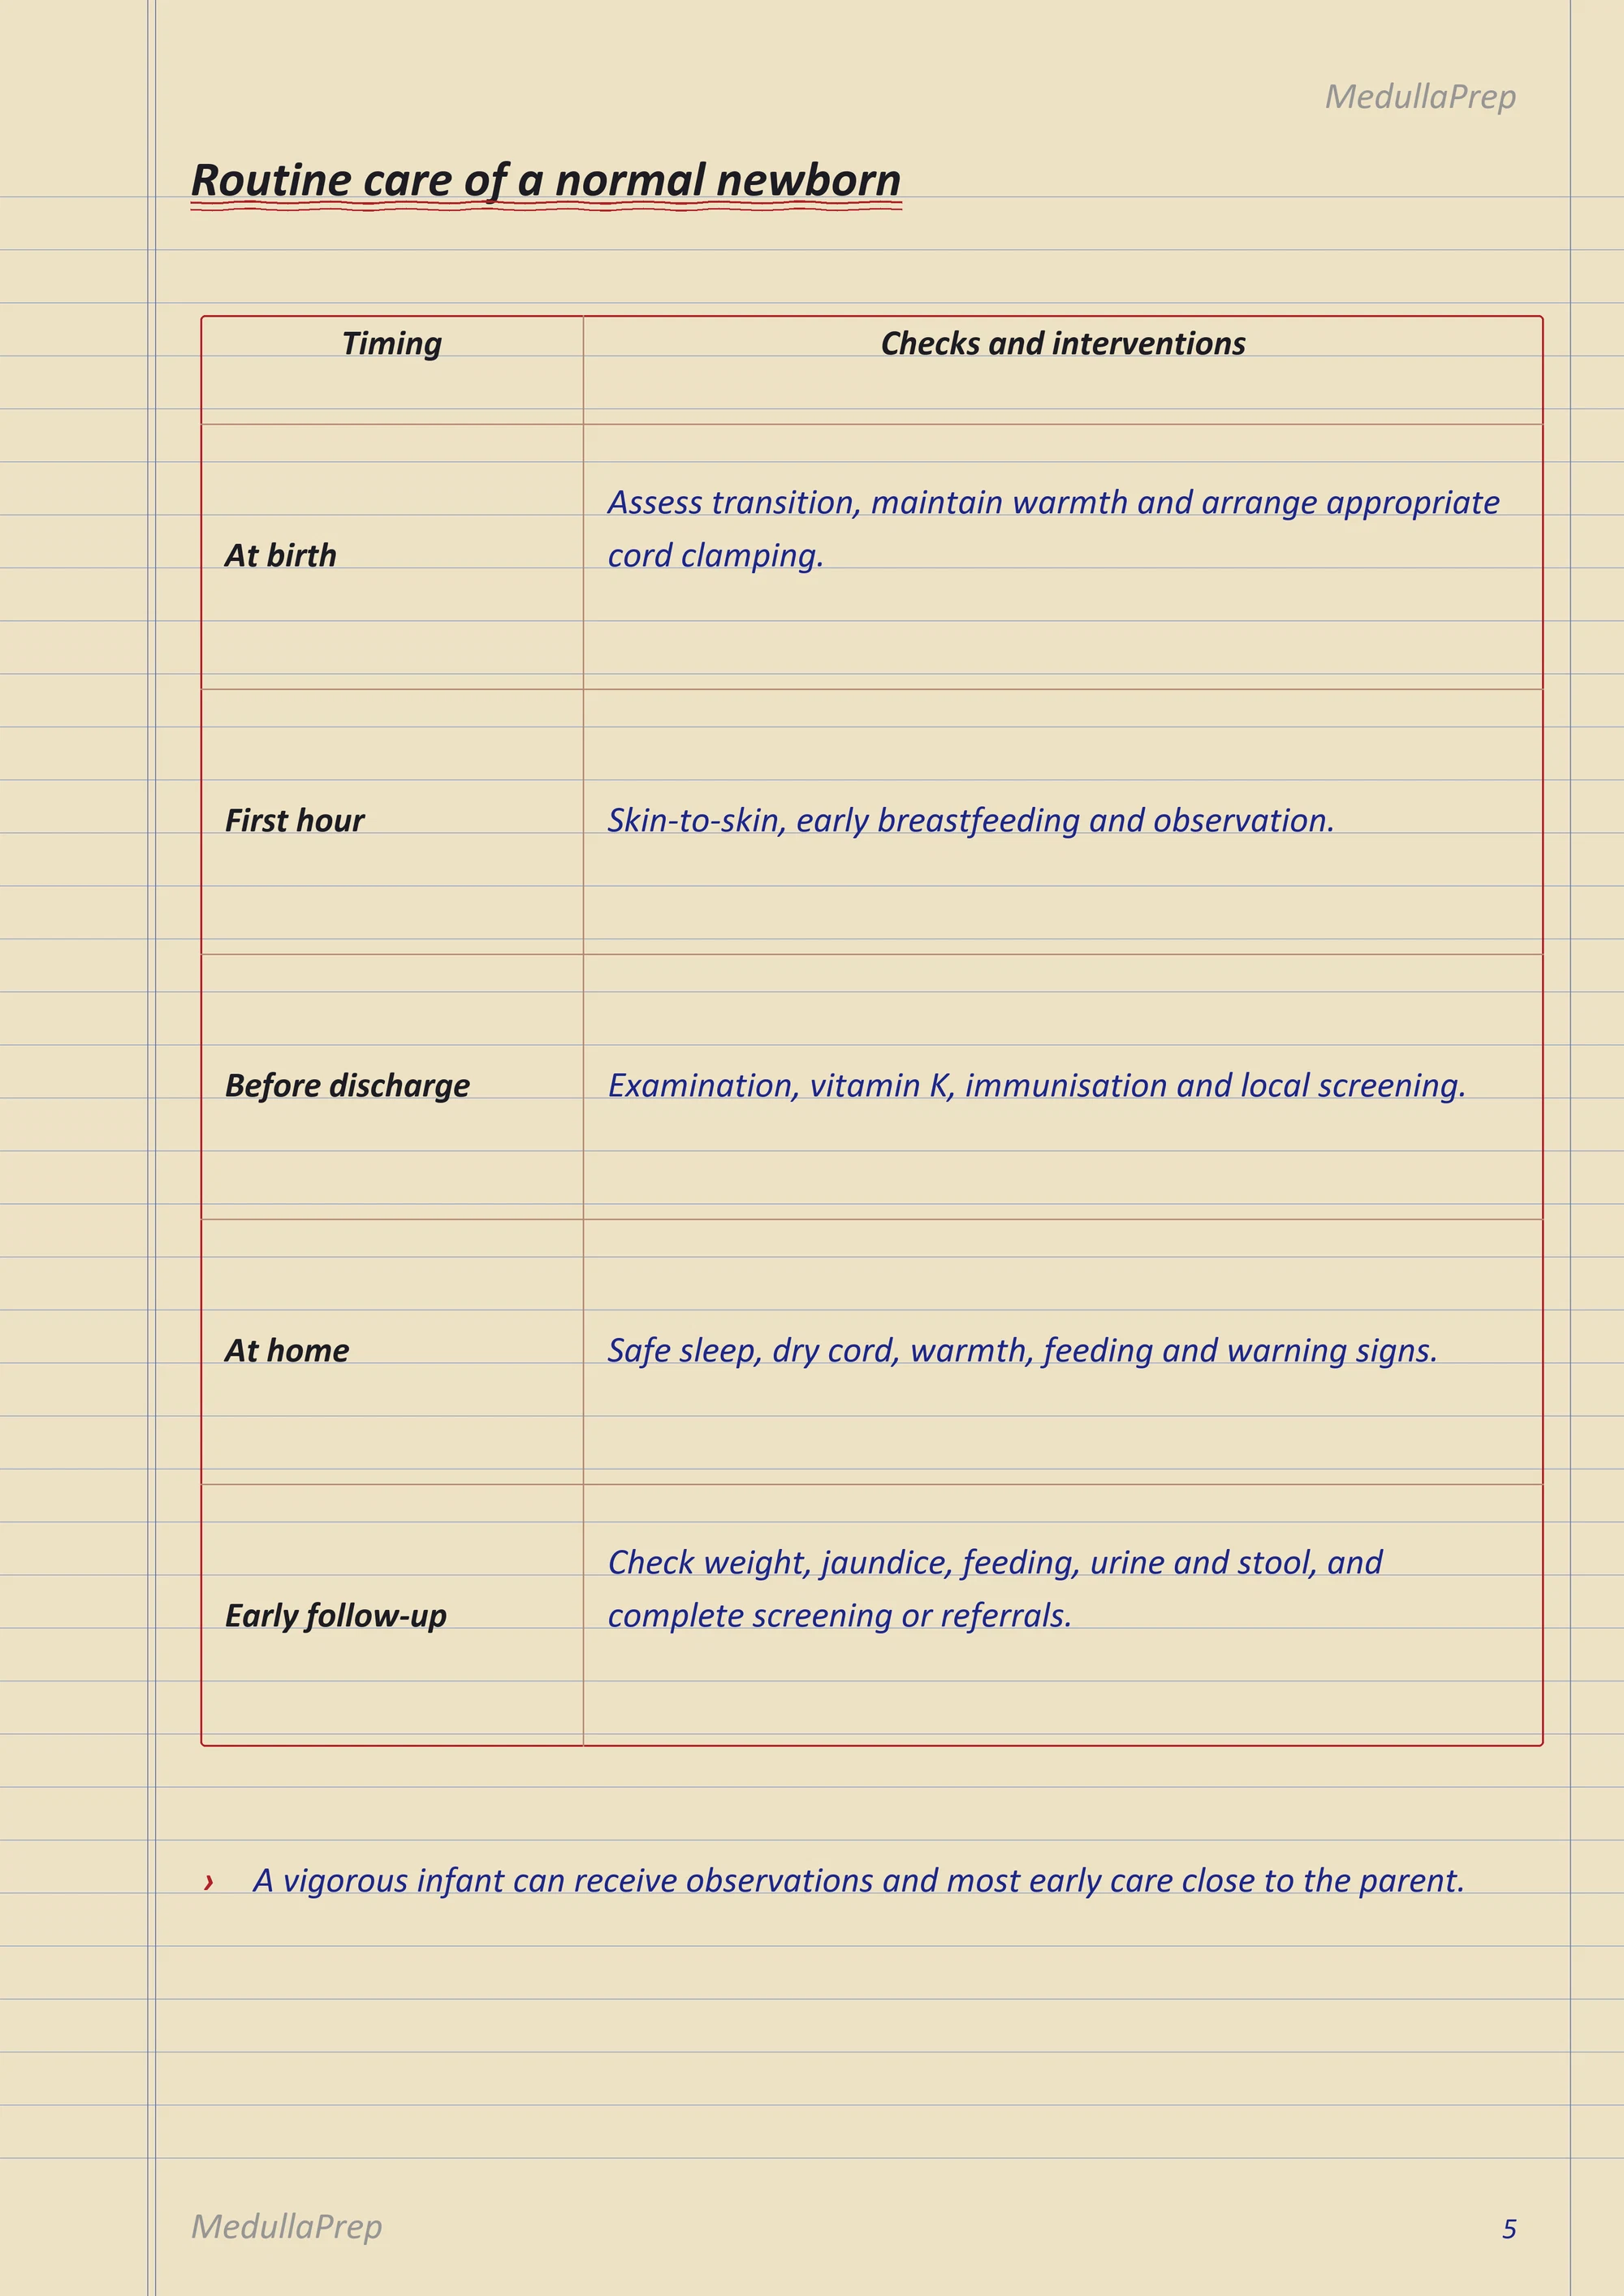 MedullaPrep
Routine care of a normal newborn
Timing
Checks and interventions
At birth
Assess transition, maintain warmth and arrange appropriate
cord clamping.
First hour
Skin-to-skin, early breastfeeding and observation.
Before discharge
Examination, vitamin K, immunisation and local screening.
At home
Safe sleep, dry cord, warmth, feeding and warning signs.
Early follow-up
Check weight, jaundice, feeding, urine and stool, and
complete screening or referrals.
› A vigorous infant can receive observations and most early care close to the parent.
MedullaPrep
5